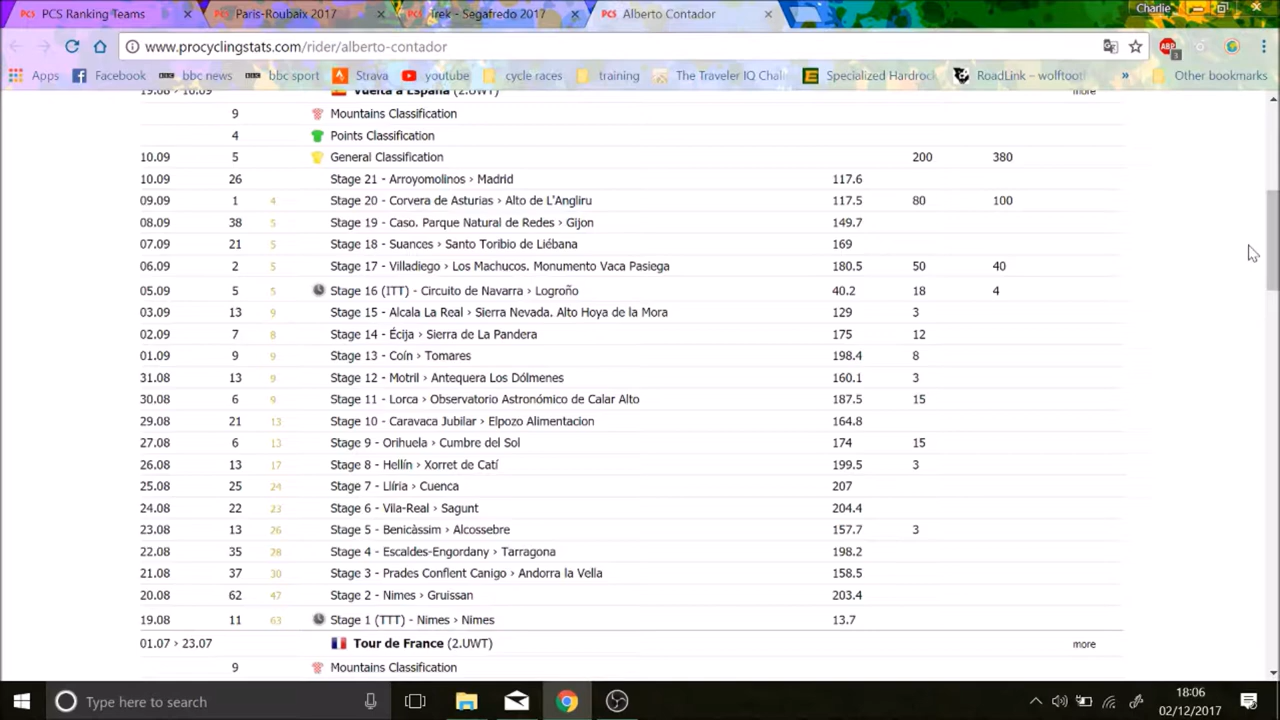 PCS Ranking Teams
Paris-Roubaix 2017
Trek - Segafredo 2017
Alberto Contador
Charlie
www.procyclingstats.com/rider/alberto-contador
Apps Facebook bbc news bbc sport Strava youtube cycle races training The Traveler IQ Chal Specialized Hardrock RoadLink – wolftoot » Other bookmarks
19.08 › 10.09 Vuelta a España (2.UWT) more
9 Mountains Classification
4 Points Classification
10.09 5 General Classification 200 380
10.09 26 Stage 21 - Arroyomolinos › Madrid 117.6
09.09 1 4 Stage 20 - Corvera de Asturias › Alto de L'Angliru 117.5 80 100
08.09 38 5 Stage 19 - Caso. Parque Natural de Redes › Gijon 149.7
07.09 21 5 Stage 18 - Suances › Santo Toribio de Liébana 169
06.09 2 5 Stage 17 - Villadiego › Los Machucos. Monumento Vaca Pasiega 180.5 50 40
05.09 5 5 Stage 16 (ITT) - Circuito de Navarra › Logroño 40.2 18 4
03.09 13 9 Stage 15 - Alcala La Real › Sierra Nevada. Alto Hoya de la Mora 129 3
02.09 7 8 Stage 14 - Écija › Sierra de La Pandera 175 12
01.09 9 9 Stage 13 - Coín › Tomares 198.4 8
31.08 13 9 Stage 12 - Motril › Antequera Los Dólmenes 160.1 3
30.08 6 9 Stage 11 - Lorca › Observatorio Astronómico de Calar Alto 187.5 15
29.08 21 13 Stage 10 - Caravaca Jubilar › Elpozo Alimentacion 164.8
27.08 6 13 Stage 9 - Orihuela › Cumbre del Sol 174 15
26.08 13 17 Stage 8 - Hellín › Xorret de Catí 199.5 3
25.08 25 24 Stage 7 - Llíria › Cuenca 207
24.08 22 23 Stage 6 - Vila-Real › Sagunt 204.4
23.08 13 26 Stage 5 - Benicàssim › Alcossebre 157.7 3
22.08 35 28 Stage 4 - Escaldes-Engordany › Tarragona 198.2
21.08 37 30 Stage 3 - Prades Conflent Canigo › Andorra la Vella 158.5
20.08 62 47 Stage 2 - Nimes › Gruissan 203.4
19.08 11 63 Stage 1 (TTT) - Nimes › Nimes 13.7
01.07 › 23.07 Tour de France (2.UWT) more
9 Mountains Classification
Type here to search
18:06
02/12/2017